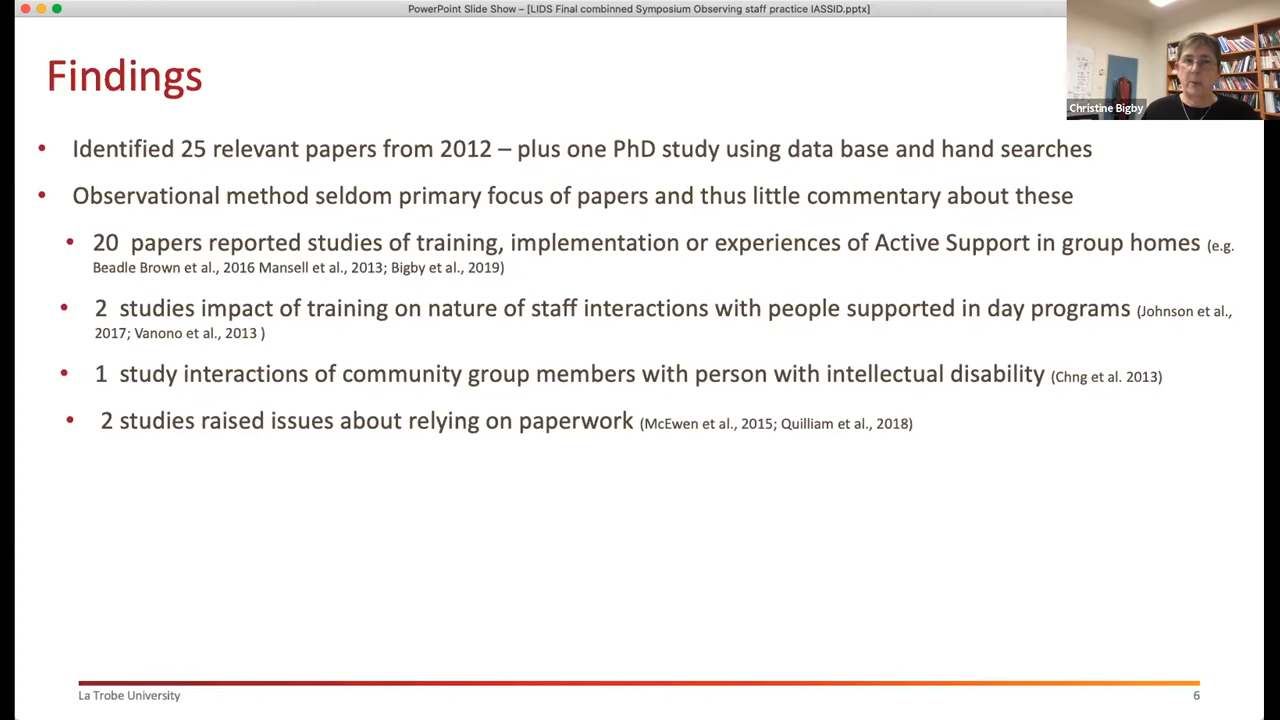 PowerPoint Slide Show – [LIDS Final combinned Symposium Observing staff practice IASSID.pptx]
Christine Bigby
Findings
• Identified 25 relevant papers from 2012 – plus one PhD study using data base and hand searches
• Observational method seldom primary focus of papers and thus little commentary about these
• 20 papers reported studies of training, implementation or experiences of Active Support in group homes (e.g.
Beadle Brown et al., 2016 Mansell et al., 2013; Bigby et al., 2019)
• 2 studies impact of training on nature of staff interactions with people supported in day programs (Johnson et al.,
2017; Vanono et al., 2013 )
• 1 study interactions of community group members with person with intellectual disability (Chng et al. 2013)
• 2 studies raised issues about relying on paperwork (McEwen et al., 2015; Quilliam et al., 2018)
La Trobe University
6